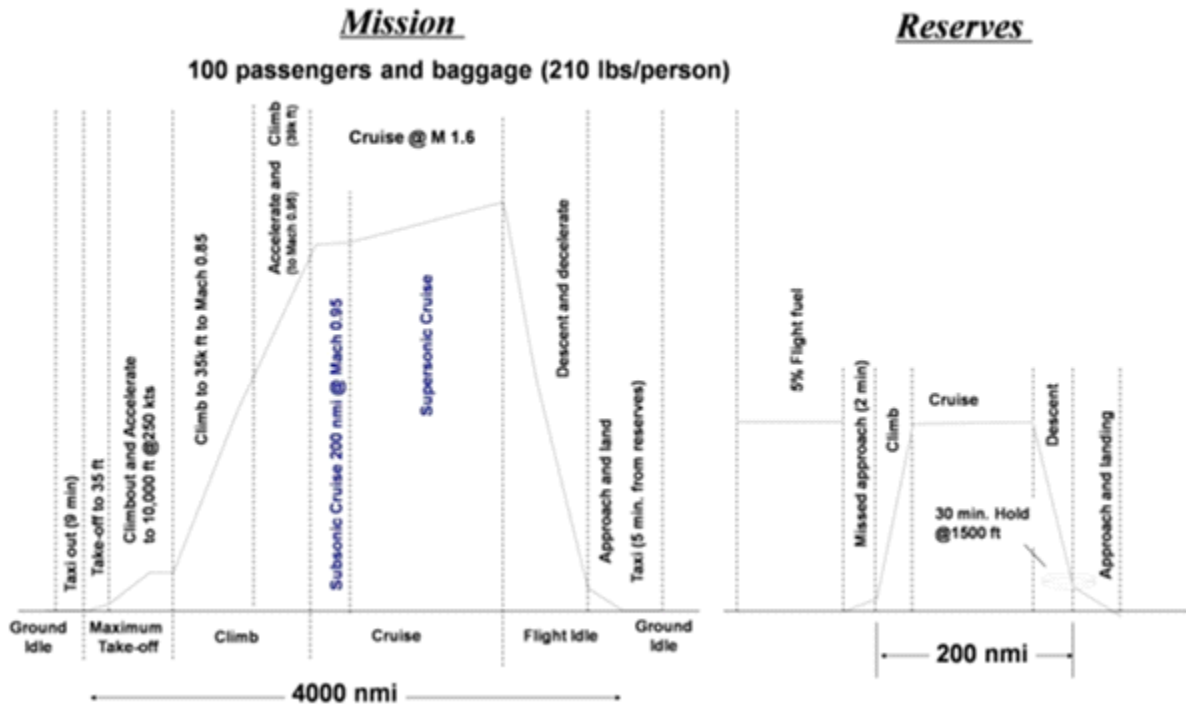 Mission
Reserves
100 passengers and baggage (210 lbs/person)
Taxi out (9 min)
Take-off to 35 ft
Climbout and Accelerate
to 10,000 ft @250 kts
Climb to 35k ft to Mach 0.85
Accelerate and Climb
(to Mach 0.95) (39k ft)
Cruise @ M 1.6
Subsonic Cruise 200 nmi @ Mach 0.95
Supersonic Cruise
Descent and decelerate
Approach and land
Taxi (5 min. from reserves)
Ground
Idle
Maximum
Take-off
Climb
Cruise
Flight Idle
Ground
Idle
4000 nmi
5% Flight fuel
Missed approach (2 min)
Climb
Cruise
Descent
30 min. Hold
@1500 ft
Approach and landing
200 nmi